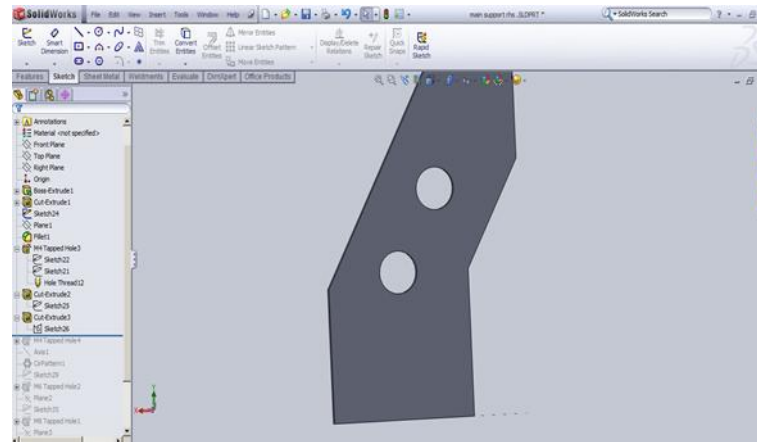 SolidWorks File Edit View Insert Tools Window Help main support rhs .SLDPRT * SolidWorks Search
Sketch Smart Dimension Trim Entities Convert Entities Offset Entities Mirror Entities Linear Sketch Pattern Move Entities Display/Delete Relations Repair Sketch Quick Snaps Rapid Sketch
Features Sketch Sheet Metal Weldments Evaluate DimXpert Office Products
Annotations
Material <not specified>
Front Plane
Top Plane
Right Plane
Origin
Boss-Extrude1
Cut-Extrude1
Sketch24
Plane1
Fillet1
M4 Tapped Hole3
Sketch22
Sketch21
Hole Thread12
Cut-Extrude2
Sketch25
Cut-Extrude3
Sketch26
M4 Tapped Hole4
Axis1
CirPattern1
Sketch29
M6 Tapped Hole2
Plane2
M6 Tapped Hole1
Plane3